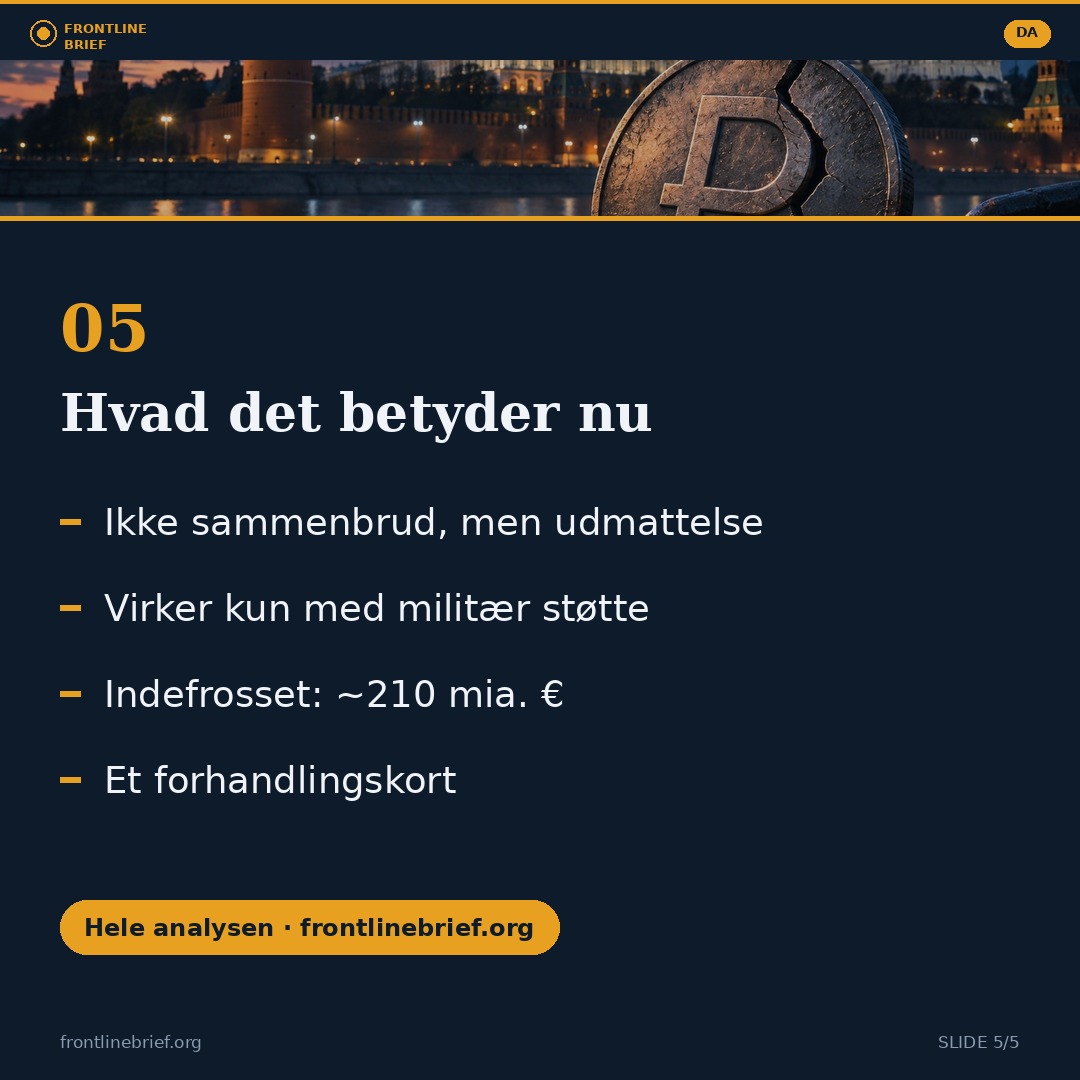 FRONTLINE
BRIEF
DA
05
Hvad det betyder nu
– Ikke sammenbrud, men udmattelse
– Virker kun med militær støtte
– Indefrosset: ~210 mia. €
– Et forhandlingskort
Hele analysen · frontlinebrief.org
frontlinebrief.org
SLIDE 5/5